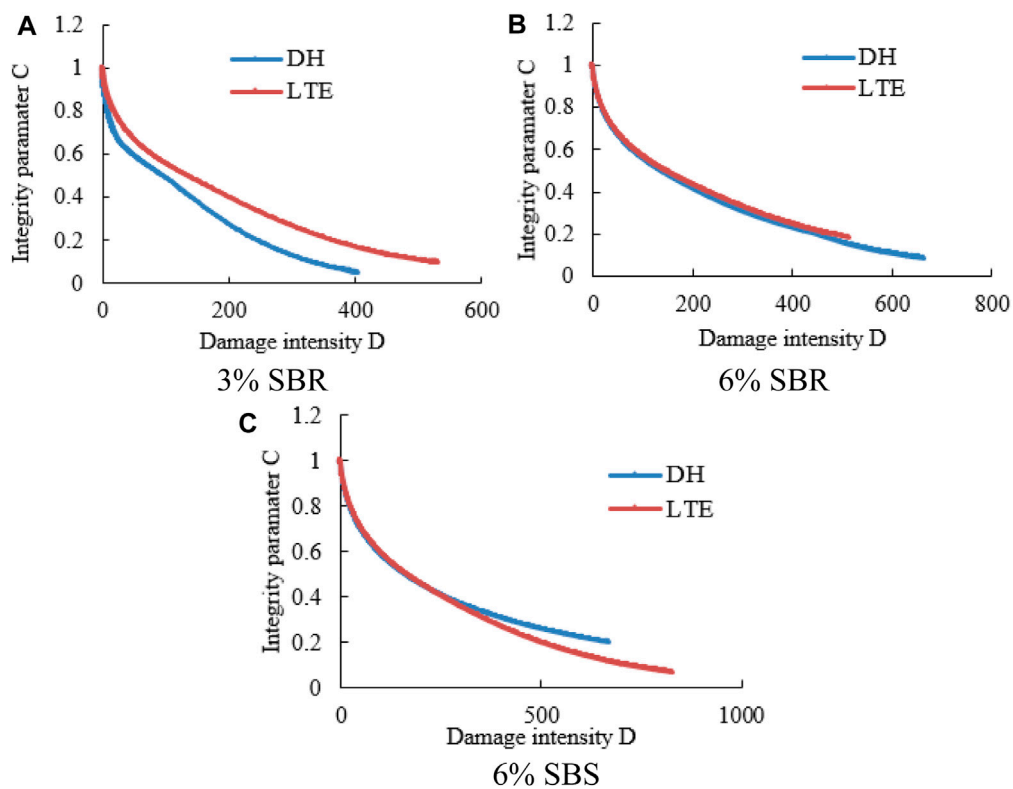 A
1.2
1
0.8
0.6
0.4
0.2
0
Integrity paramater C
DH
LTE
0 200 400 600
Damage intensity D
3% SBR
B
1.2
1
0.8
0.6
0.4
0.2
0
Integrity paramater C
DH
LTE
0 200 400 600 800
Damage intensity D
6% SBR
C
1.2
1
0.8
0.6
0.4
0.2
0
Integrity paramater C
DH
LTE
0 500 1000
Damage intensity D
6% SBS